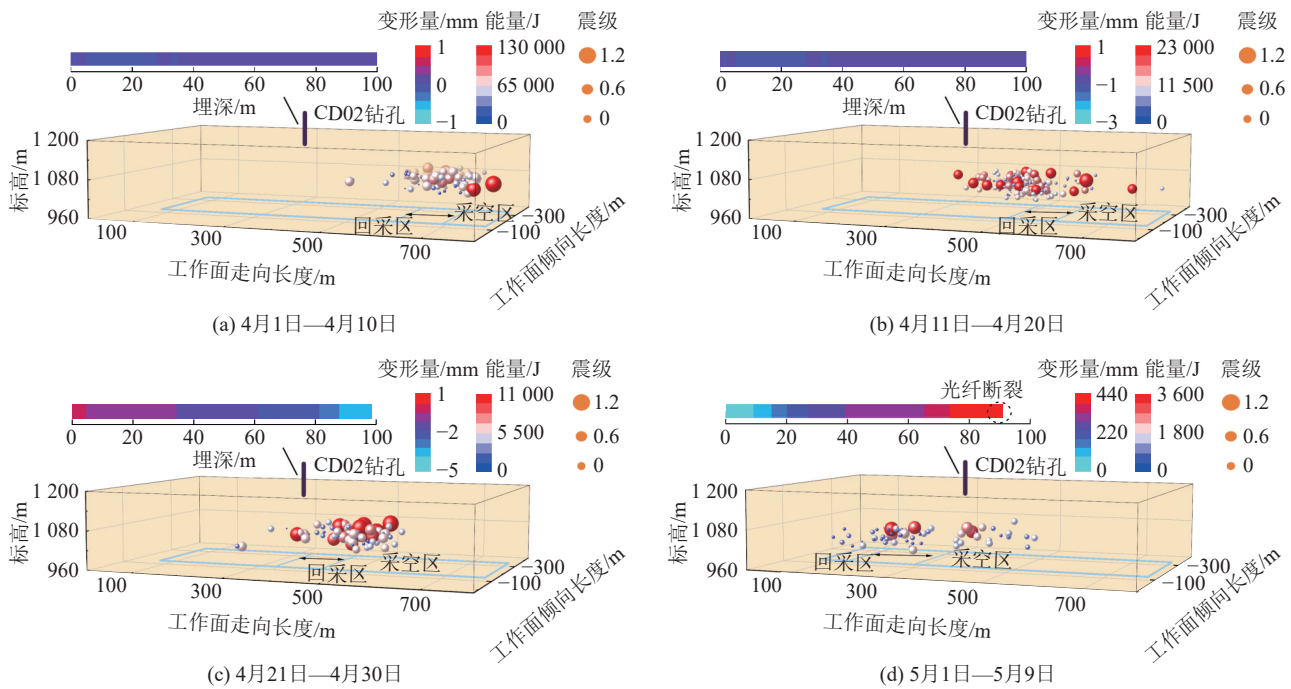 变形量/mm 能量/J 震级
1 130 000 1.2
0 65 000 0.6
−1 0 0
0 20 40 60 80 100
埋深/m
CD02钻孔
1 200
1 080
960
标高/m
100 300 500 700
回采区 采空区
−300
−100
工作面走向长度/m
工作面倾向长度/m
(a) 4月1日—4月10日
变形量/mm 能量/J 震级
1 23 000 1.2
−1 11 500 0.6
−3 0 0
0 20 40 60 80 100
埋深/m
CD02钻孔
1 200
1 080
960
标高/m
100 300 500 700
回采区 采空区
−300
−100
工作面走向长度/m
工作面倾向长度/m
(b) 4月11日—4月20日
变形量/mm 能量/J 震级
1 11 000 1.2
−2 5 500 0.6
−5 0 0
0 20 40 60 80 100
埋深/m
CD02钻孔
1 200
1 080
960
标高/m
100 300 500 700
回采区 采空区
−300
−100
工作面走向长度/m
工作面倾向长度/m
(c) 4月21日—4月30日
变形量/mm 能量/J 震级
光纤断裂
440 3 600 1.2
220 1 800 0.6
0 0 0
0 20 40 60 80 100
埋深/m
CD02钻孔
1 200
1 080
960
标高/m
100 300 500 700
回采区 采空区
−300
−100
工作面走向长度/m
工作面倾向长度/m
(d) 5月1日—5月9日